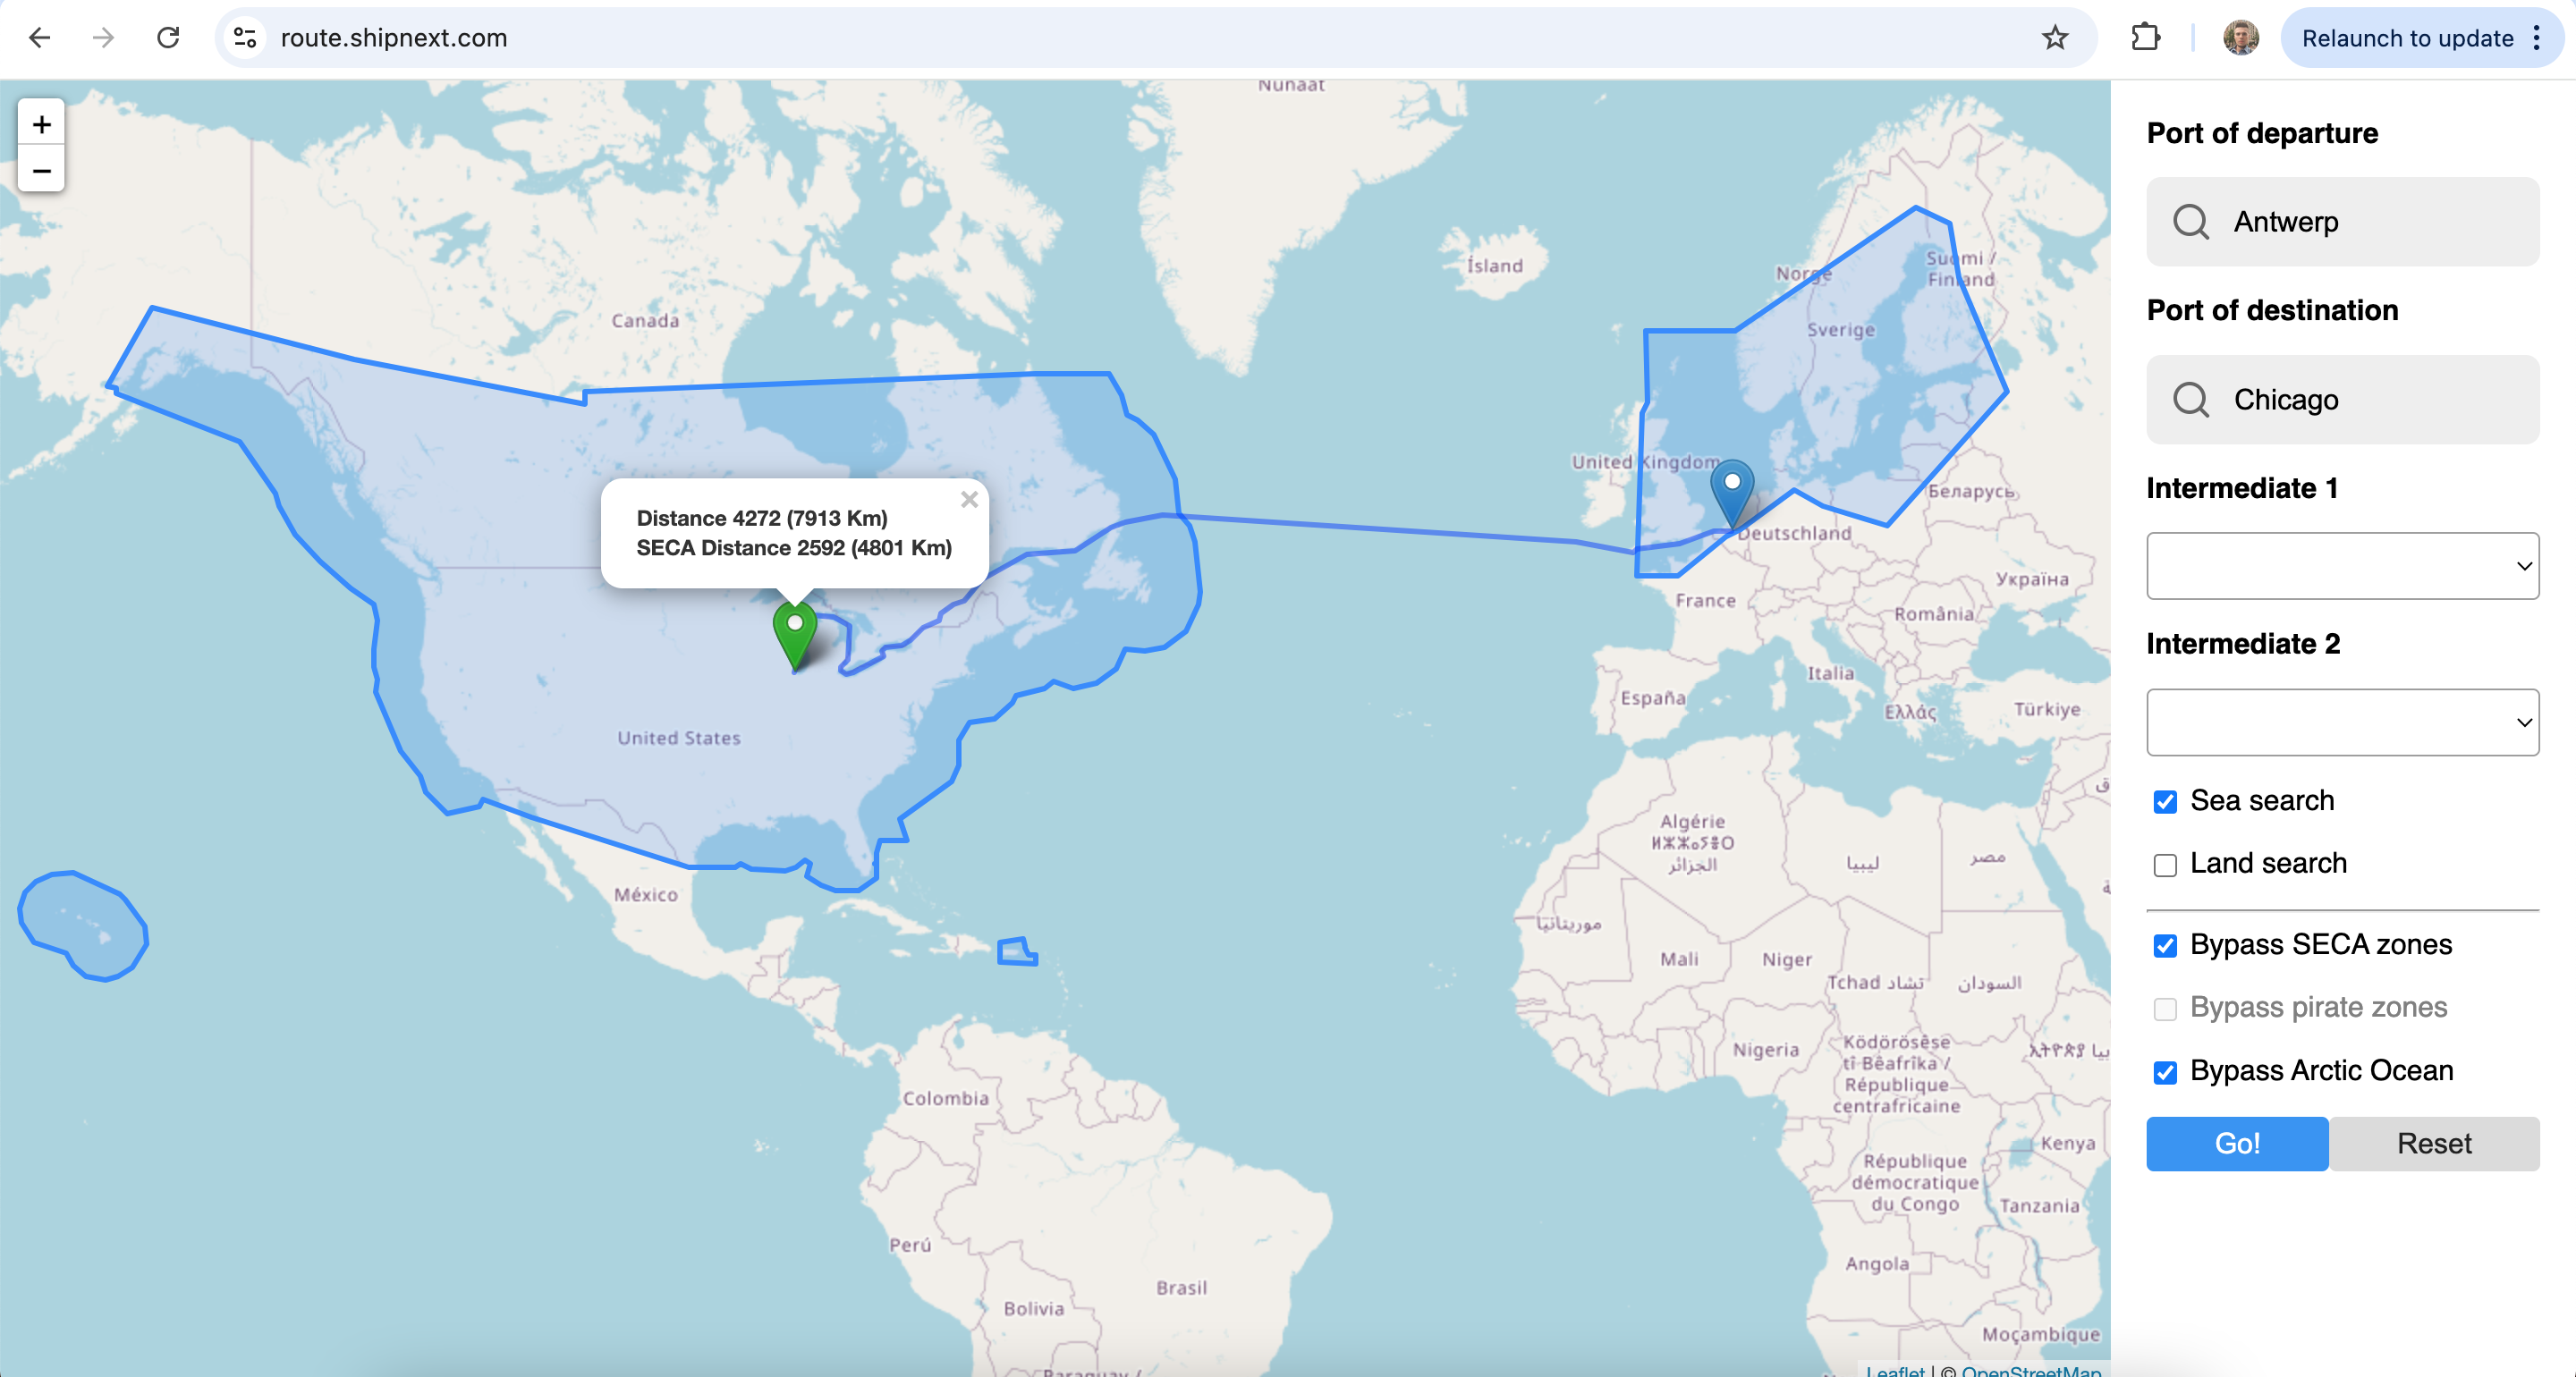 route.shipnext.com
Relaunch to update
+
−
Nunaat
Ísland
Norge
Suomi /
Finland
Sverige
Canada
United Kingdom
Беларусь
Deutschland
Distance 4272 (7913 Km)
SECA Distance 2592 (4801 Km)
×
Україна
France
România
Italia
España
Ελλάς
Türkiye
United States
México
Algérie
ⵍⵣⵣⴰⵢⴻⵔ
الجزائر
ليبيا
مصر
موريتانيا
Mali
Niger
Tchad تشاد
السودان
Nigeria
Ködörösêse
tî Bêafrîka /
République
centrafricaine
Colombia
Kenya
République
démocratique
du Congo
Tanzania
Perú
Brasil
Angola
Bolivia
Moçambique
Paraguay /
Leaflet | © OpenStreetMap
Port of departure
Antwerp
Port of destination
Chicago
Intermediate 1
Intermediate 2
Sea search
Land search
Bypass SECA zones
Bypass pirate zones
Bypass Arctic Ocean
Go!
Reset